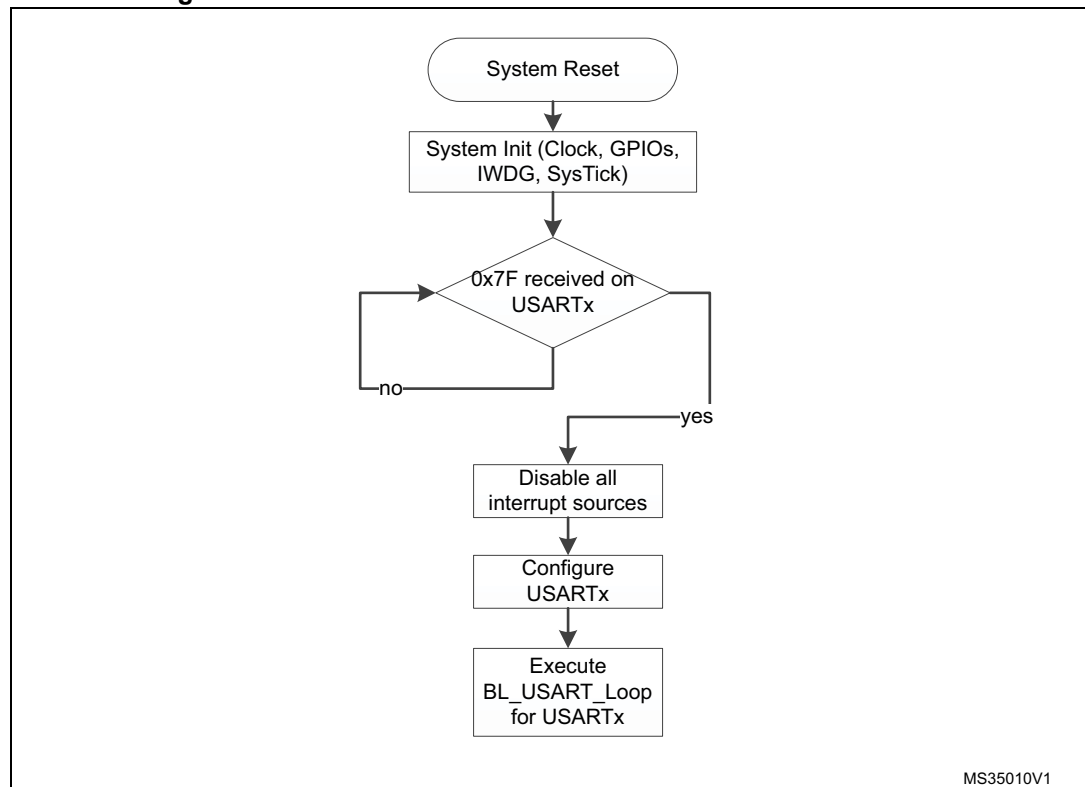 System Reset
System Init (Clock, GPIOs,
IWDG, SysTick)
0x7F received on
USARTx
no
yes
Disable all
interrupt sources
Configure
USARTx
Execute
BL_USART_Loop
for USARTx
MS35010V1